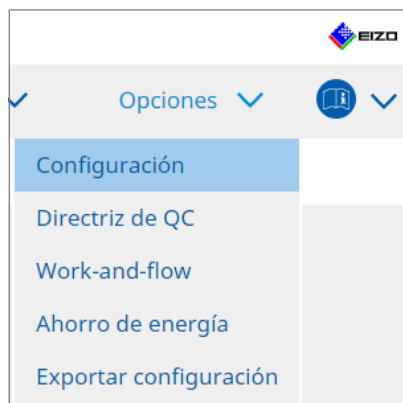 EIZO
Opciones
Configuración
Directriz de QC
Work-and-flow
Ahorro de energía
Exportar configuración